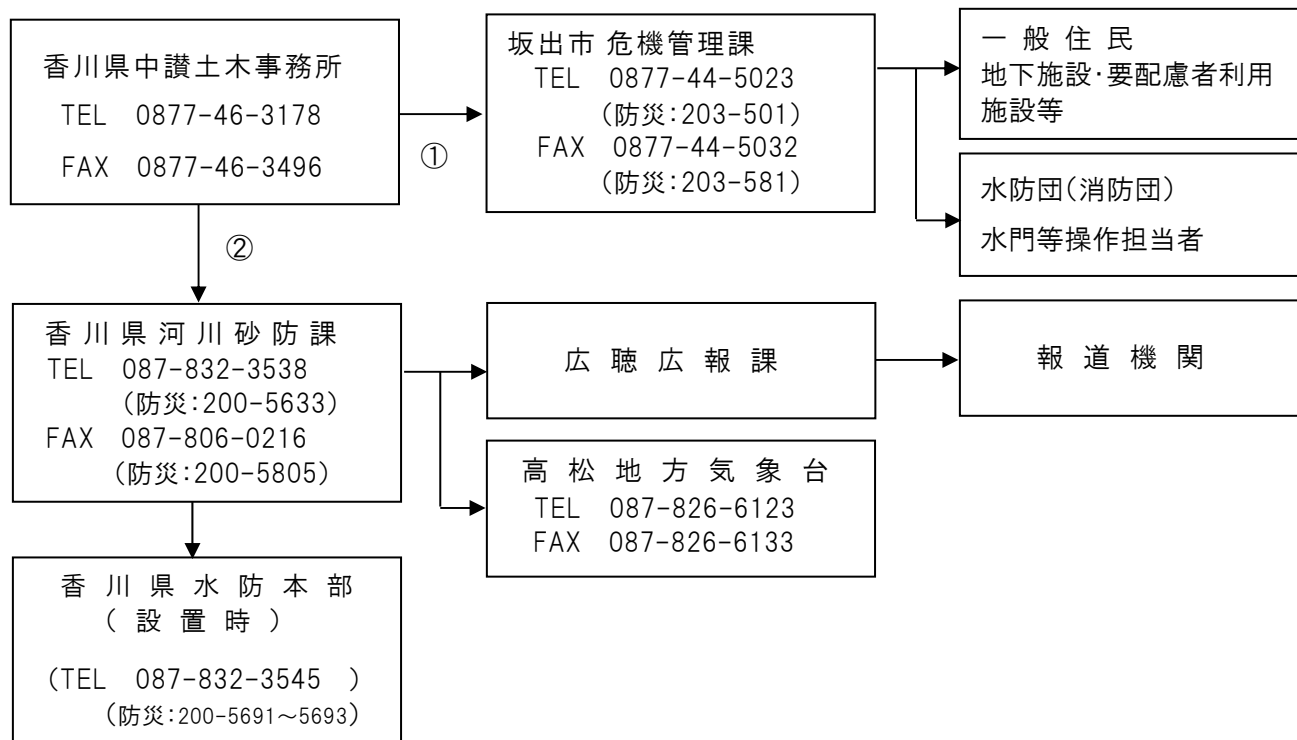 香川県中讃土木事務所
TEL 0877-46-3178
FAX 0877-46-3496
①
坂出市 危機管理課
TEL 0877-44-5023
(防災:203-501)
FAX 0877-44-5032
(防災:203-581)
一般住民
地下施設・要配慮者利用
施設等
水防団(消防団)
水門等操作担当者
②
香川県河川砂防課
TEL 087-832-3538
(防災:200-5633)
FAX 087-806-0216
(防災:200-5805)
広聴広報課
報道機関
高松地方気象台
TEL 087-826-6123
FAX 087-826-6133
香川県水防本部
(設置時)
(TEL 087-832-3545 )
(防災:200-5691～5693)